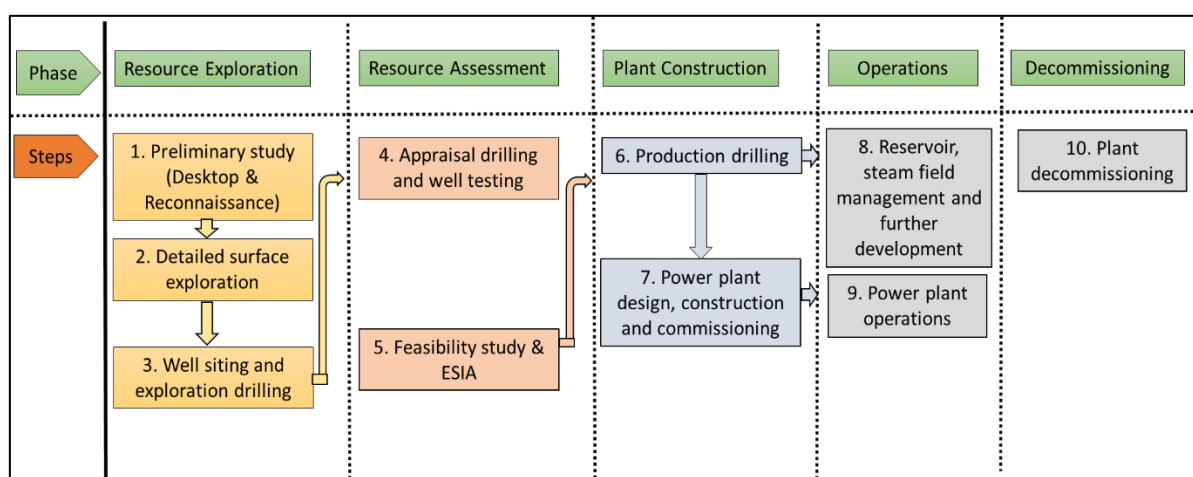 Phase
Resource Exploration
Resource Assessment
Plant Construction
Operations
Decommissioning
Steps
1. Preliminary study
(Desktop &
Reconnaissance)
2. Detailed surface
exploration
3. Well siting and
exploration drilling
4. Appraisal drilling
and well testing
5. Feasibility study &
ESIA
6. Production drilling
7. Power plant
design, construction
and commissioning
8. Reservoir,
steam field
management and
further
development
9. Power plant
operations
10. Plant
decommissioning